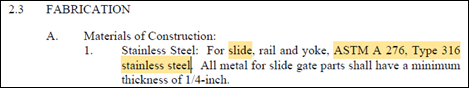 2.3 FABRICATION
A. Materials of Construction:
1. Stainless Steel: For slide, rail and yoke, ASTM A 276, Type 316
stainless steel. All metal for slide gate parts shall have a minimum
thickness of 1/4-inch.